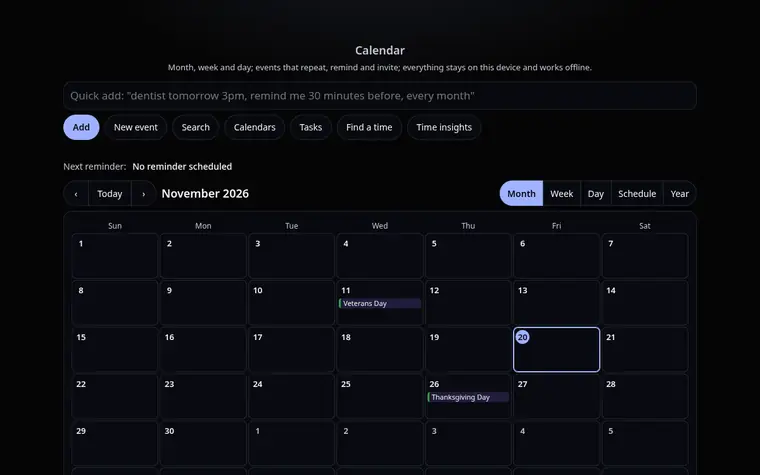 Calendar
Month, week and day; events that repeat, remind and invite; everything stays on this device and works offline.
Quick add: "dentist tomorrow 3pm, remind me 30 minutes before, every month"
Add New event Search Calendars Tasks Find a time Time insights
Next reminder: No reminder scheduled
‹ Today › November 2026 Month Week Day Schedule Year
Sun Mon Tue Wed Thu Fri Sat
1 2 3 4 5 6 7
8 9 10 11 12 13 14
Veterans Day
15 16 17 18 19 20 21
22 23 24 25 26 27 28
Thanksgiving Day
29 30 1 2 3 4 5